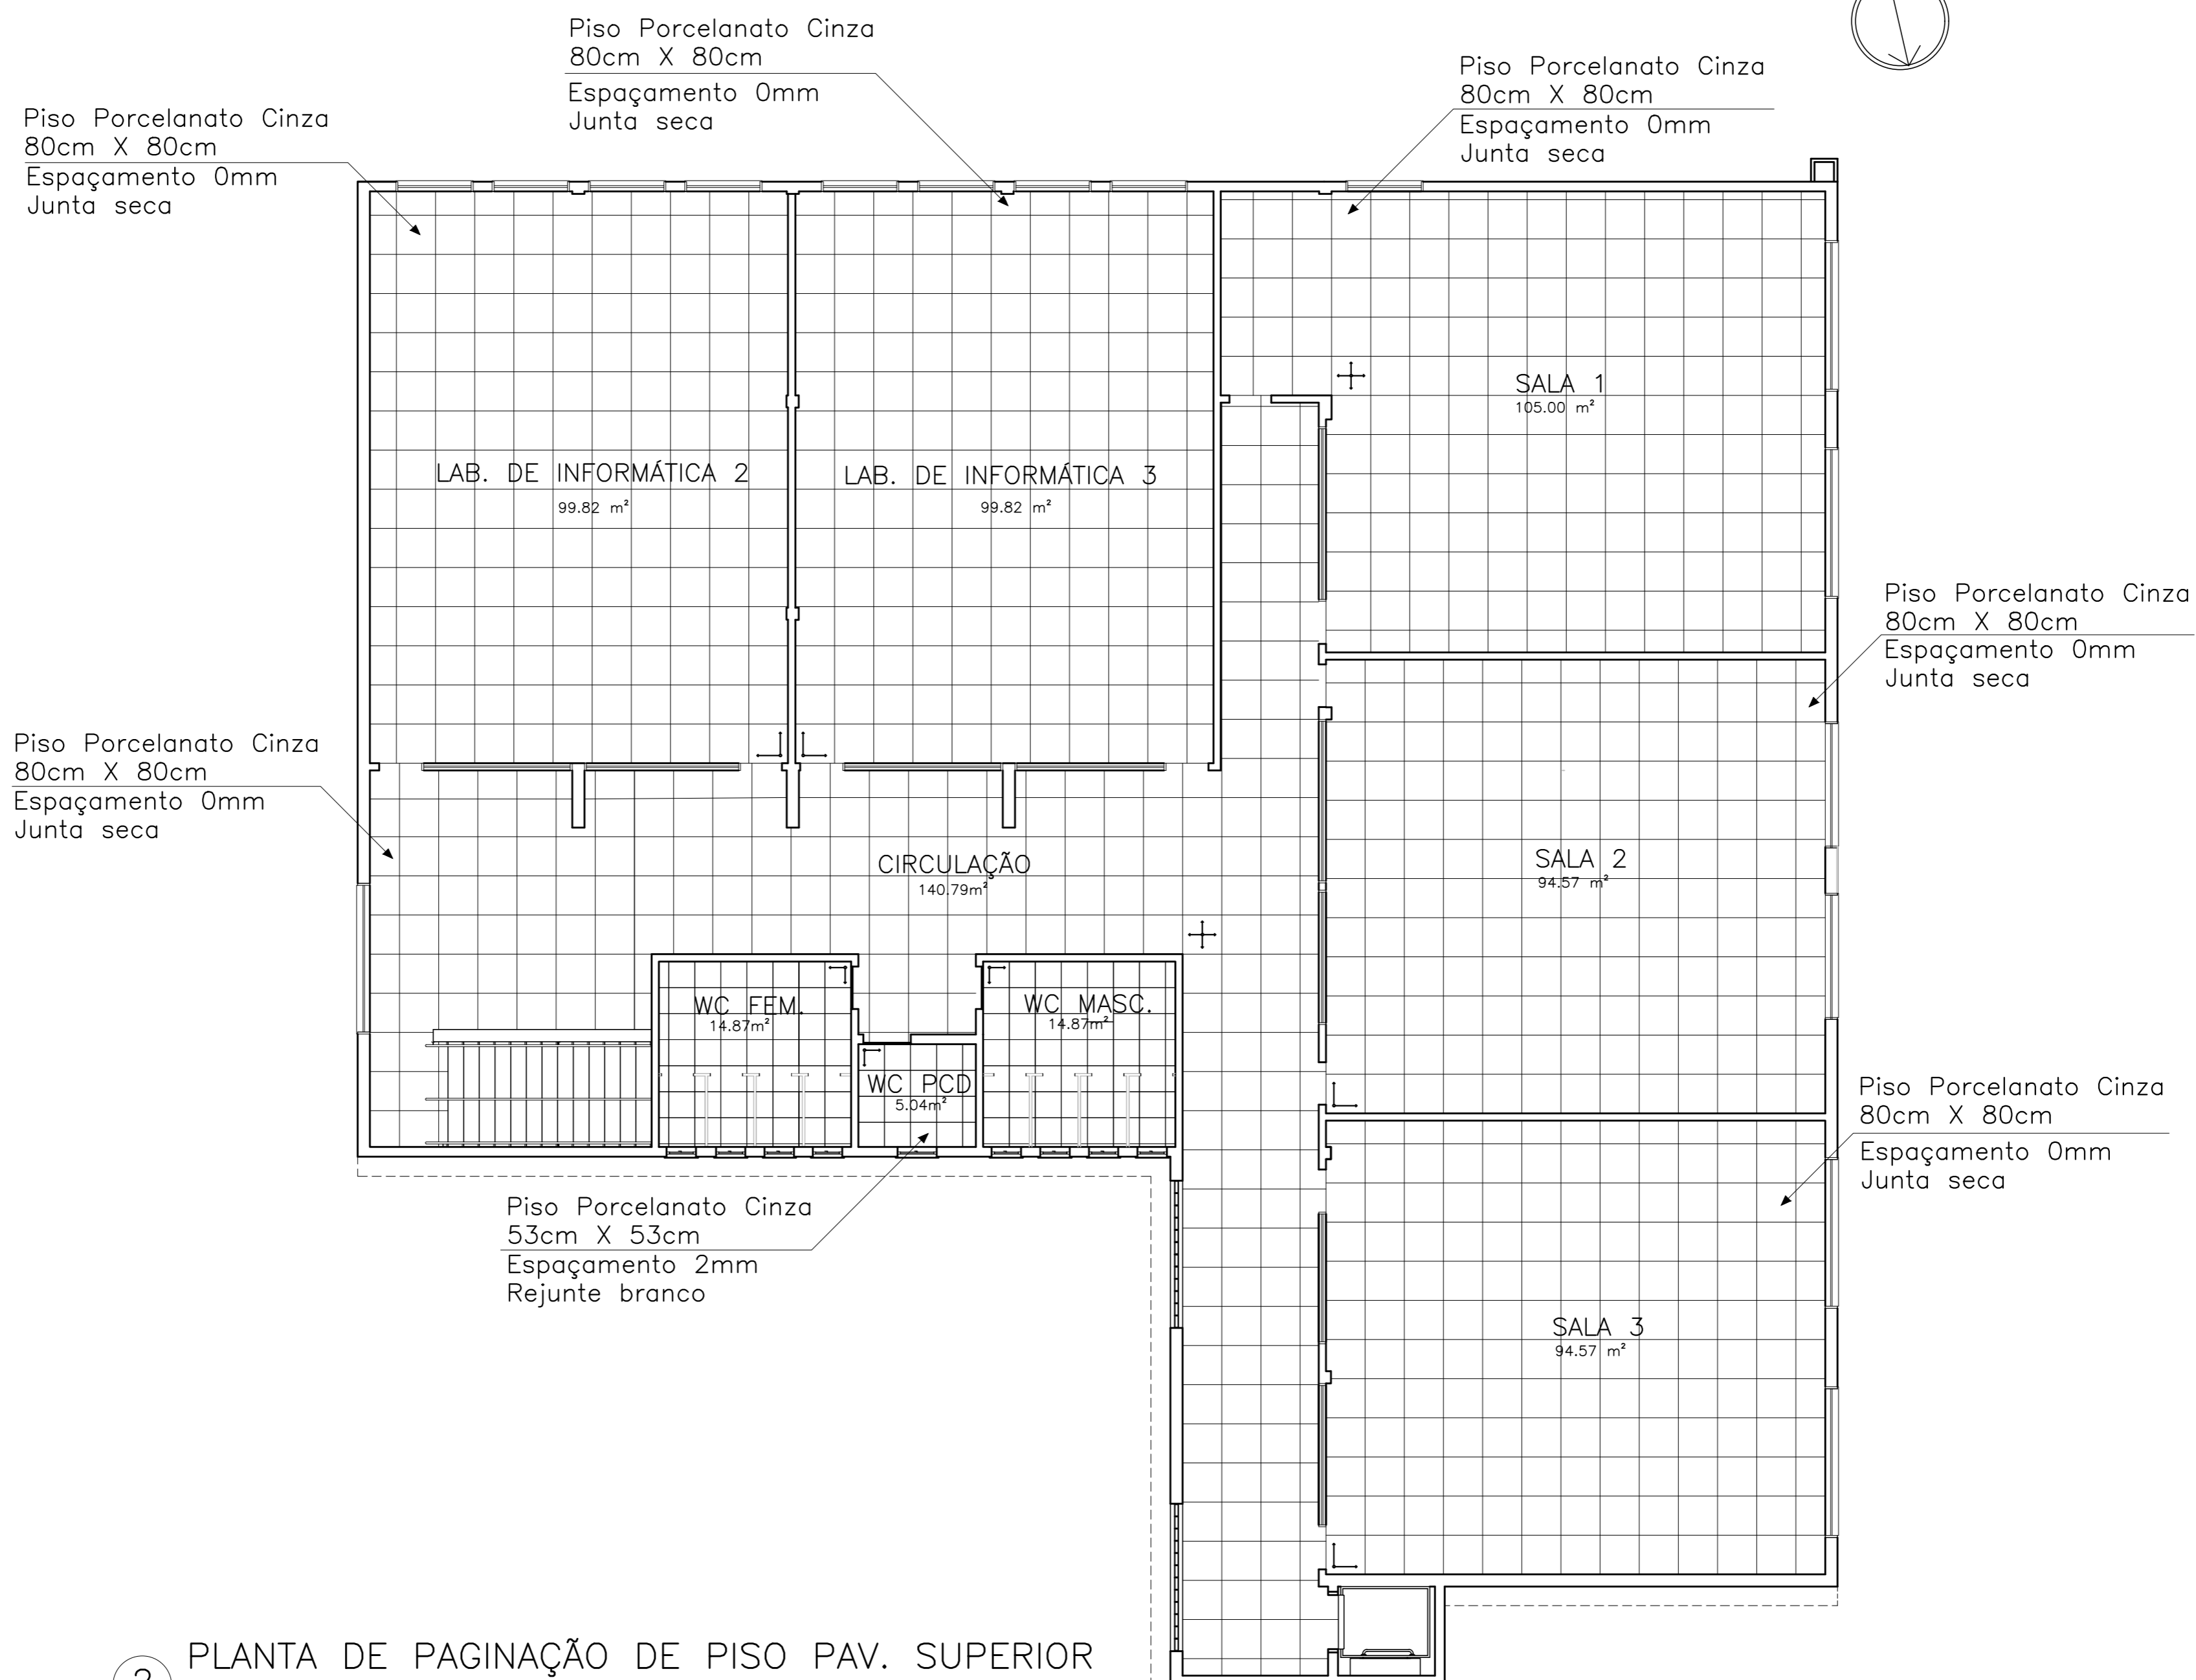 Piso Porcelanato Cinza
80cm X 80cm
Espaçamento 0mm
Junta seca
Piso Porcelanato Cinza
80cm X 80cm
Espaçamento 0mm
Junta seca
Piso Porcelanato Cinza
80cm X 80cm
Espaçamento 0mm
Junta seca
SALA 1
105.00 m²
LAB. DE INFORMÁTICA 2
99.82 m²
LAB. DE INFORMÁTICA 3
99.82 m²
Piso Porcelanato Cinza
80cm X 80cm
Espaçamento 0mm
Junta seca
Piso Porcelanato Cinza
80cm X 80cm
Espaçamento 0mm
Junta seca
CIRCULAÇÃO
140.79m²
SALA 2
94.57 m²
WC FEM.
14.87m²
WC MASC.
14.87m²
WC PCD
5.04m²
Piso Porcelanato Cinza
80cm X 80cm
Espaçamento 0mm
Junta seca
Piso Porcelanato Cinza
53cm X 53cm
Espaçamento 2mm
Rejunte branco
SALA 3
94.57 m²
PLANTA DE PAGINAÇÃO DE PISO PAV. SUPERIOR